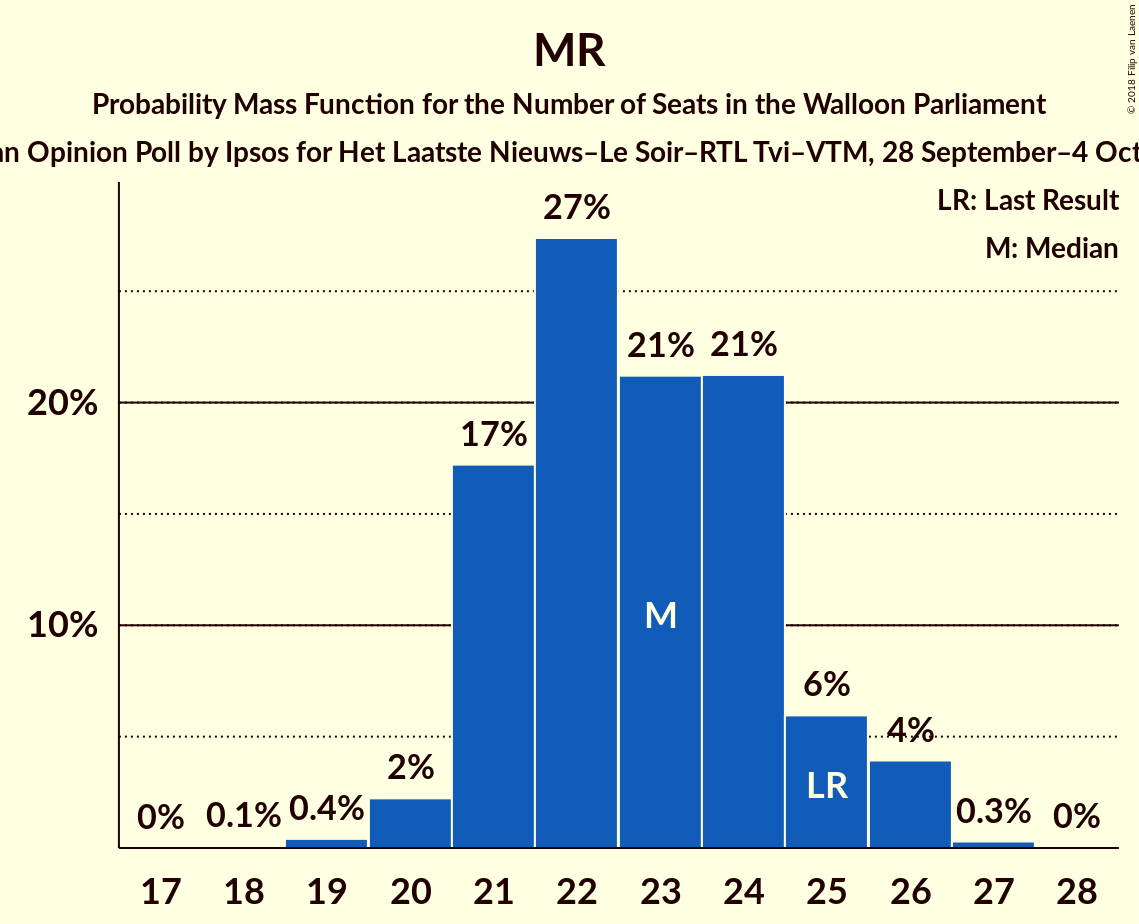 MR
Probability Mass Function for the Number of Seats in the Walloon Parliament
an Opinion Poll by Ipsos for Het Laatste Nieuws–Le Soir–RTL Tvi–VTM, 28 September–4 Oct
© 2018 Filip van Laenen
LR: Last Result
M: Median
27%
21% 21%
20%
17%
10%
M
6%
4%
LR
2%
0% 0.1% 0.4%
0.3% 0%
17 18 19 20 21 22 23 24 25 26 27 28